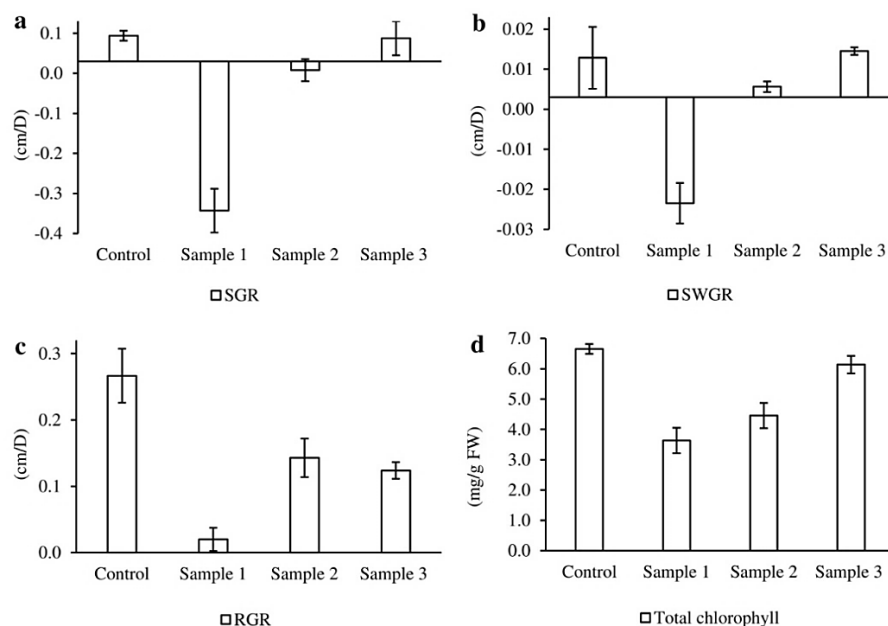 a
0.1
0.0
-0.1
-0.2
-0.3
-0.4
(cm/D)
Control Sample 1 Sample 2 Sample 3
SGR
b
0.02
0.01
0.00
-0.01
-0.02
-0.03
(cm/D)
Control Sample 1 Sample 2 Sample 3
SWGR
c
0.3
0.2
0.1
0.0
(cm/D)
Control Sample 1 Sample 2 Sample 3
RGR
d
7.0
6.0
5.0
4.0
3.0
2.0
1.0
0.0
(mg/g FW)
Control Sample 1 Sample 2 Sample 3
Total chlorophyll